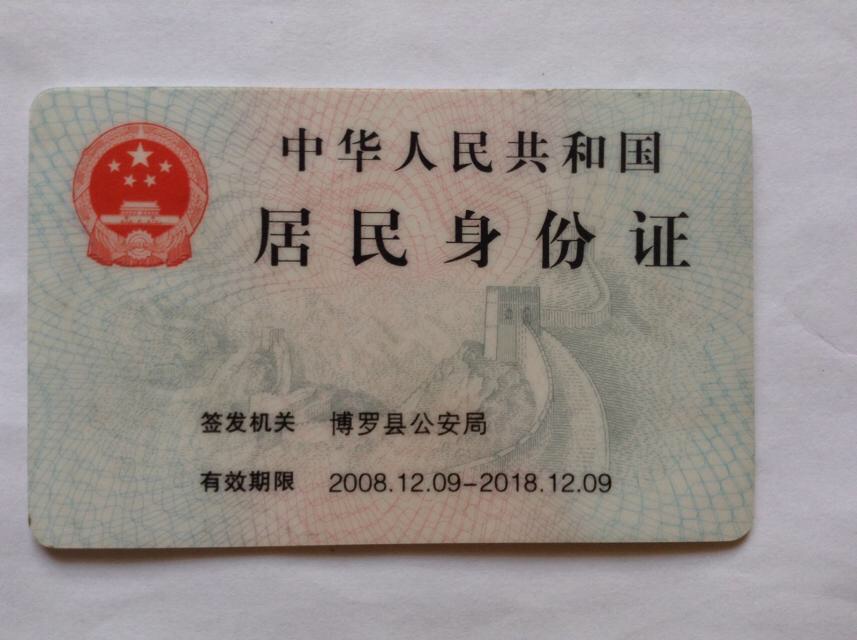 中华人民共和国
居民身份证
签发机关 博罗县公安局
有效期限 2008.12.09-2018.12.09